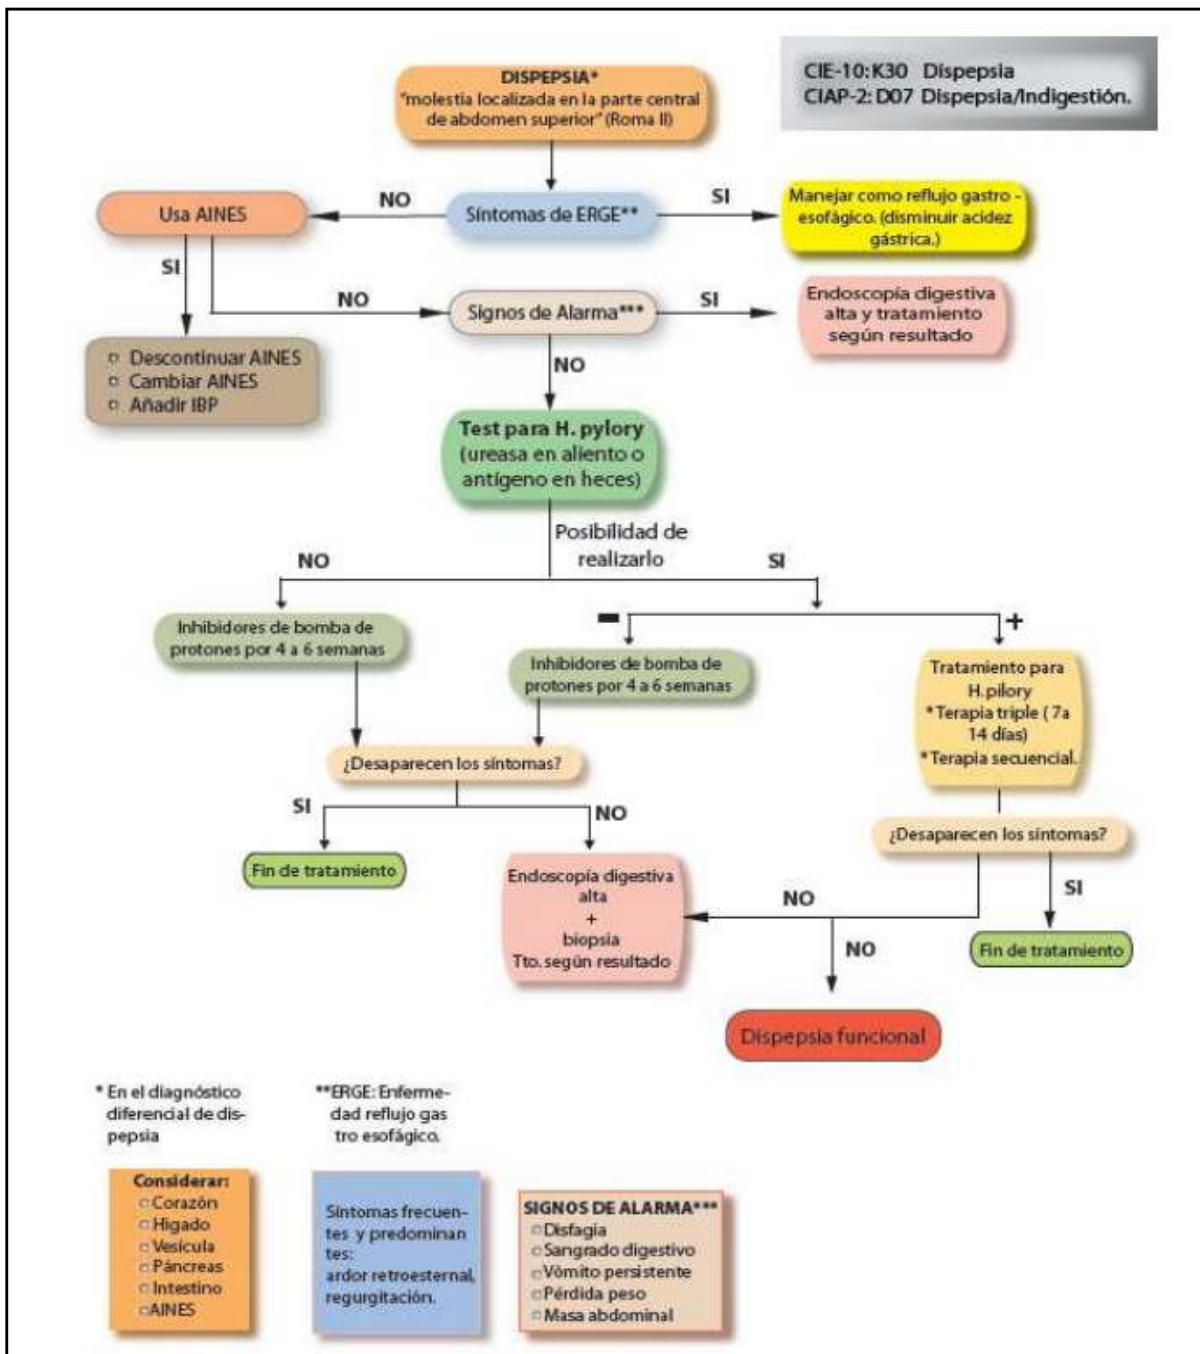 DISPEPSIA*
"molestia localizada en la parte central
de abdomen superior" (Roma II)
CIE-10: K30 Dispepsia
CIAP-2: D07 Dispepsia/Indigestión.
Usa AINES
NO
Síntomas de ERGE**
SI
Manejar como reflujo gastro -
esofágico. (disminuir acidez
gástrica.)
SI
NO
Signos de Alarma***
SI
Endoscopía digestiva
alta y tratamiento
según resultado
Descontinuar AINES
Cambiar AINES
Añadir IBP
NO
Test para H. pylory
(ureasa en aliento o
antígeno en heces)
Posibilidad de
realizarlo
NO
SI
-
+
Inhibidores de bomba de
protones por 4 a 6 semanas
Inhibidores de bomba de
protones por 4 a 6 semanas
Tratamiento para
H. pilory
*Terapia triple ( 7a
14 días)
*Terapia secuencial.
¿Desaparecen los síntomas?
SI
NO
¿Desaparecen los síntomas?
Fin de tratamiento
Endoscopía digestiva
alta
+
biopsia
Tto. según resultado
NO
SI
NO
Fin de tratamiento
Dispepsia funcional
* En el diagnóstico
diferencial de dis-
pepsia
**ERGE: Enferme-
dad reflujo gas
tro esofágico.
Considerar:
Corazón
Higado
Vesícula
Páncreas
Intestino
AINES
Síntomas frecuen-
tes y predominan
tes:
ardor retroesternal,
regurgitación.
SIGNOS DE ALARMA***
Disfagia
Sangrado digestivo
Vómito persistente
Pérdida peso
Masa abdominal